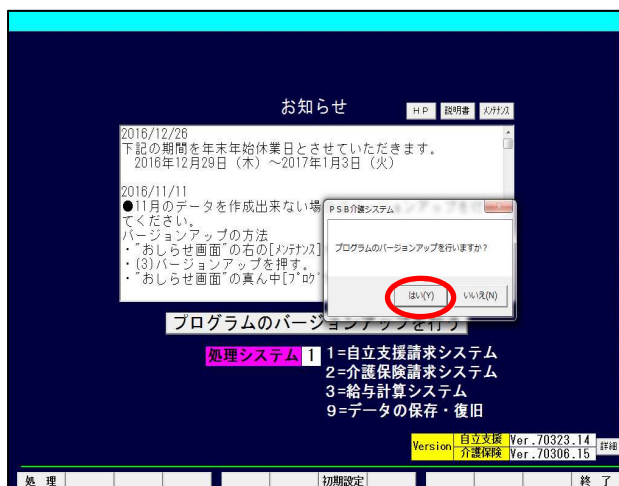 お知らせ
HP 説明書 メンテナンス
2016/12/26
下記の期間を年末年始休業日とさせていただきます。
2016年12月29日（木）～2017年1月3日（火）
2016/11/11
●11月のデータを作成出来ない場
てください。
バージョンアップの方法
・"おしらせ画面"の右の[メンテナンス]
・(3)バージョンアップを押す。
・"おしらせ画面"の真ん中[プログ
PSB介護システム
プログラムのバージョンアップを行いますか？
はい(Y) いいえ(N)
プログラムのバージョンアップを行う
処理システム 1 1=自立支援請求システム
2=介護保険請求システム
3=給与計算システム
9=データの保存・復旧
Version 自立支援 Ver.70323.14
介護保険 Ver.70306.15
詳細
処 理 初期設定 終 了